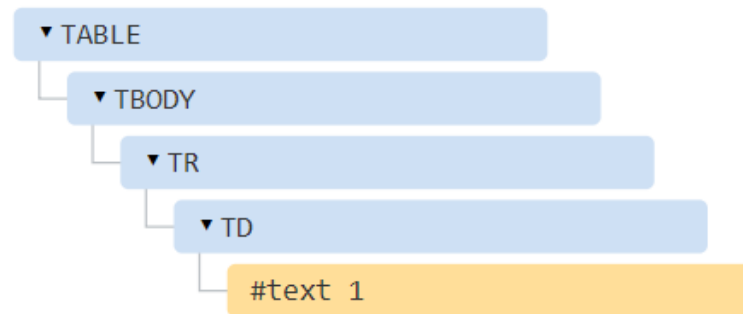 ▾ TABLE
▾ TBODY
▾ TR
▾ TD
#text 1